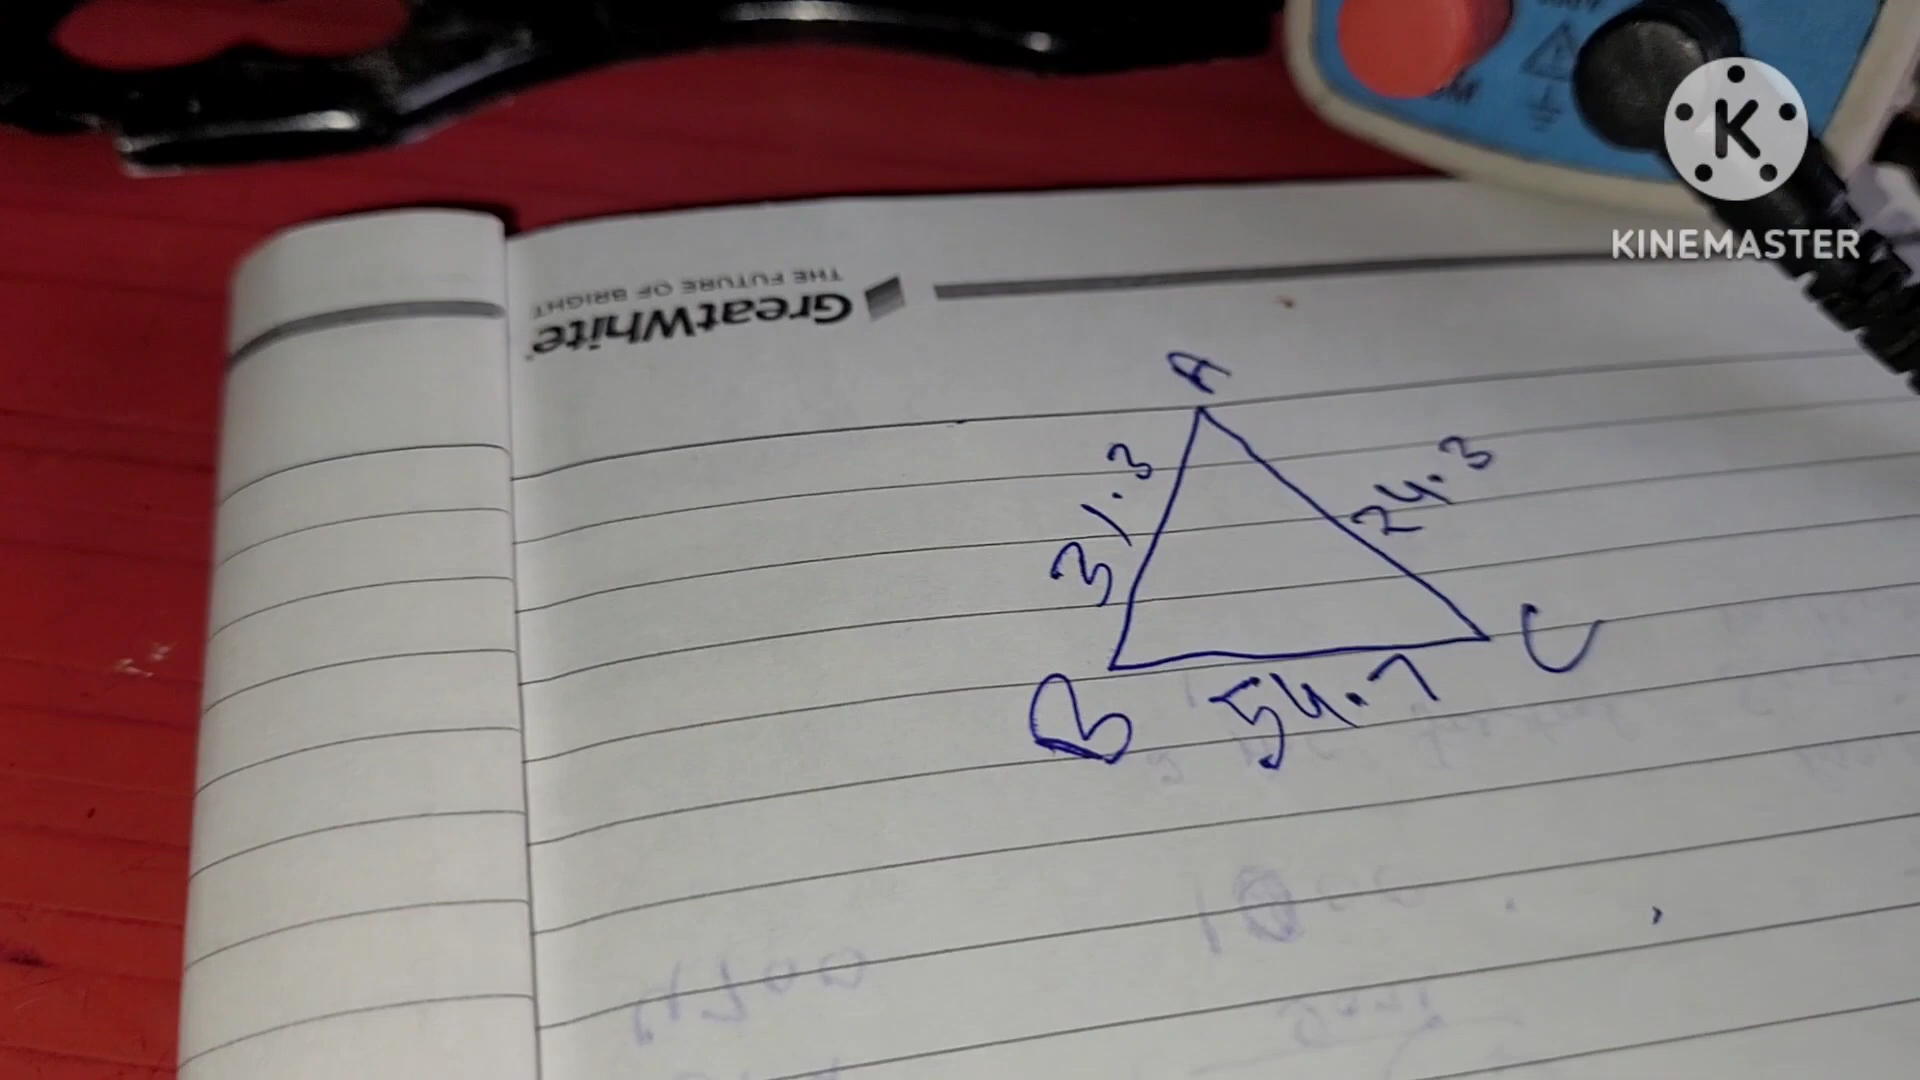 KINEMASTER
THE FUTURE OF BRIGHT
GreatWhite
A
31.3
24.3
B
C
54.7